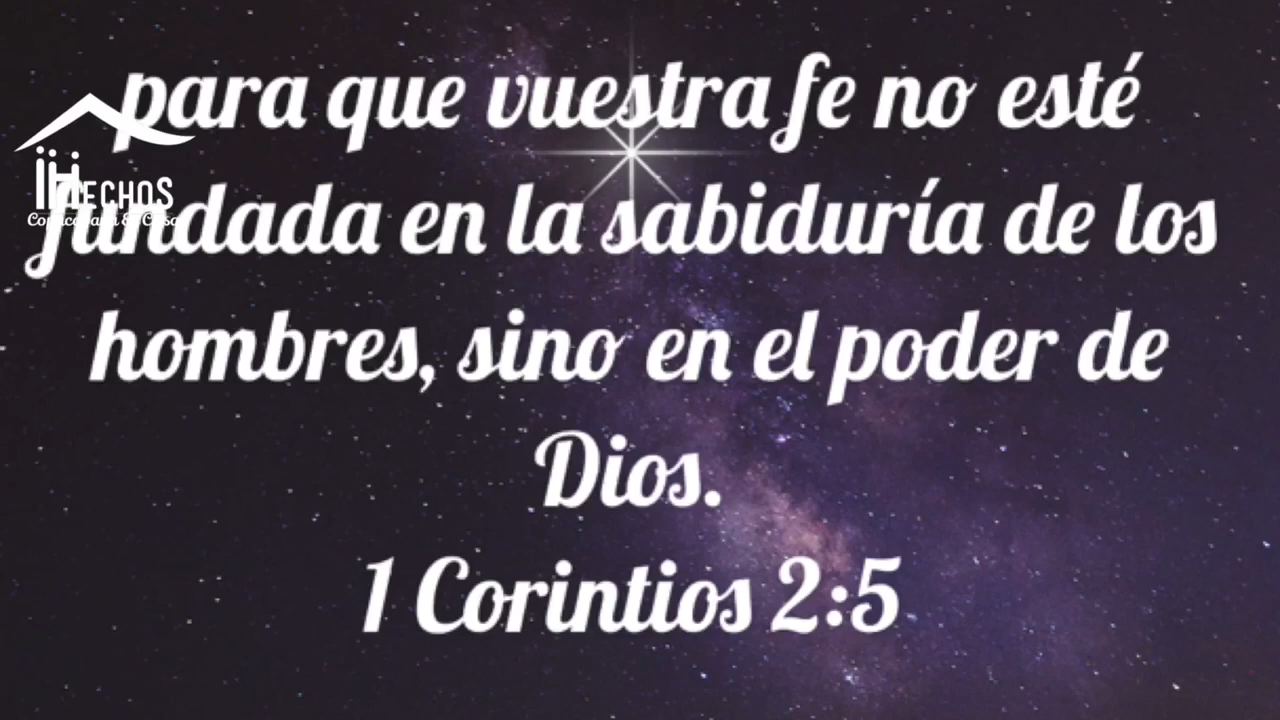 para que vuestra fe no esté
fundada en la sabiduría de los
hombres, sino en el poder de
Dios.
1 Corintios 2:5
HECHOS